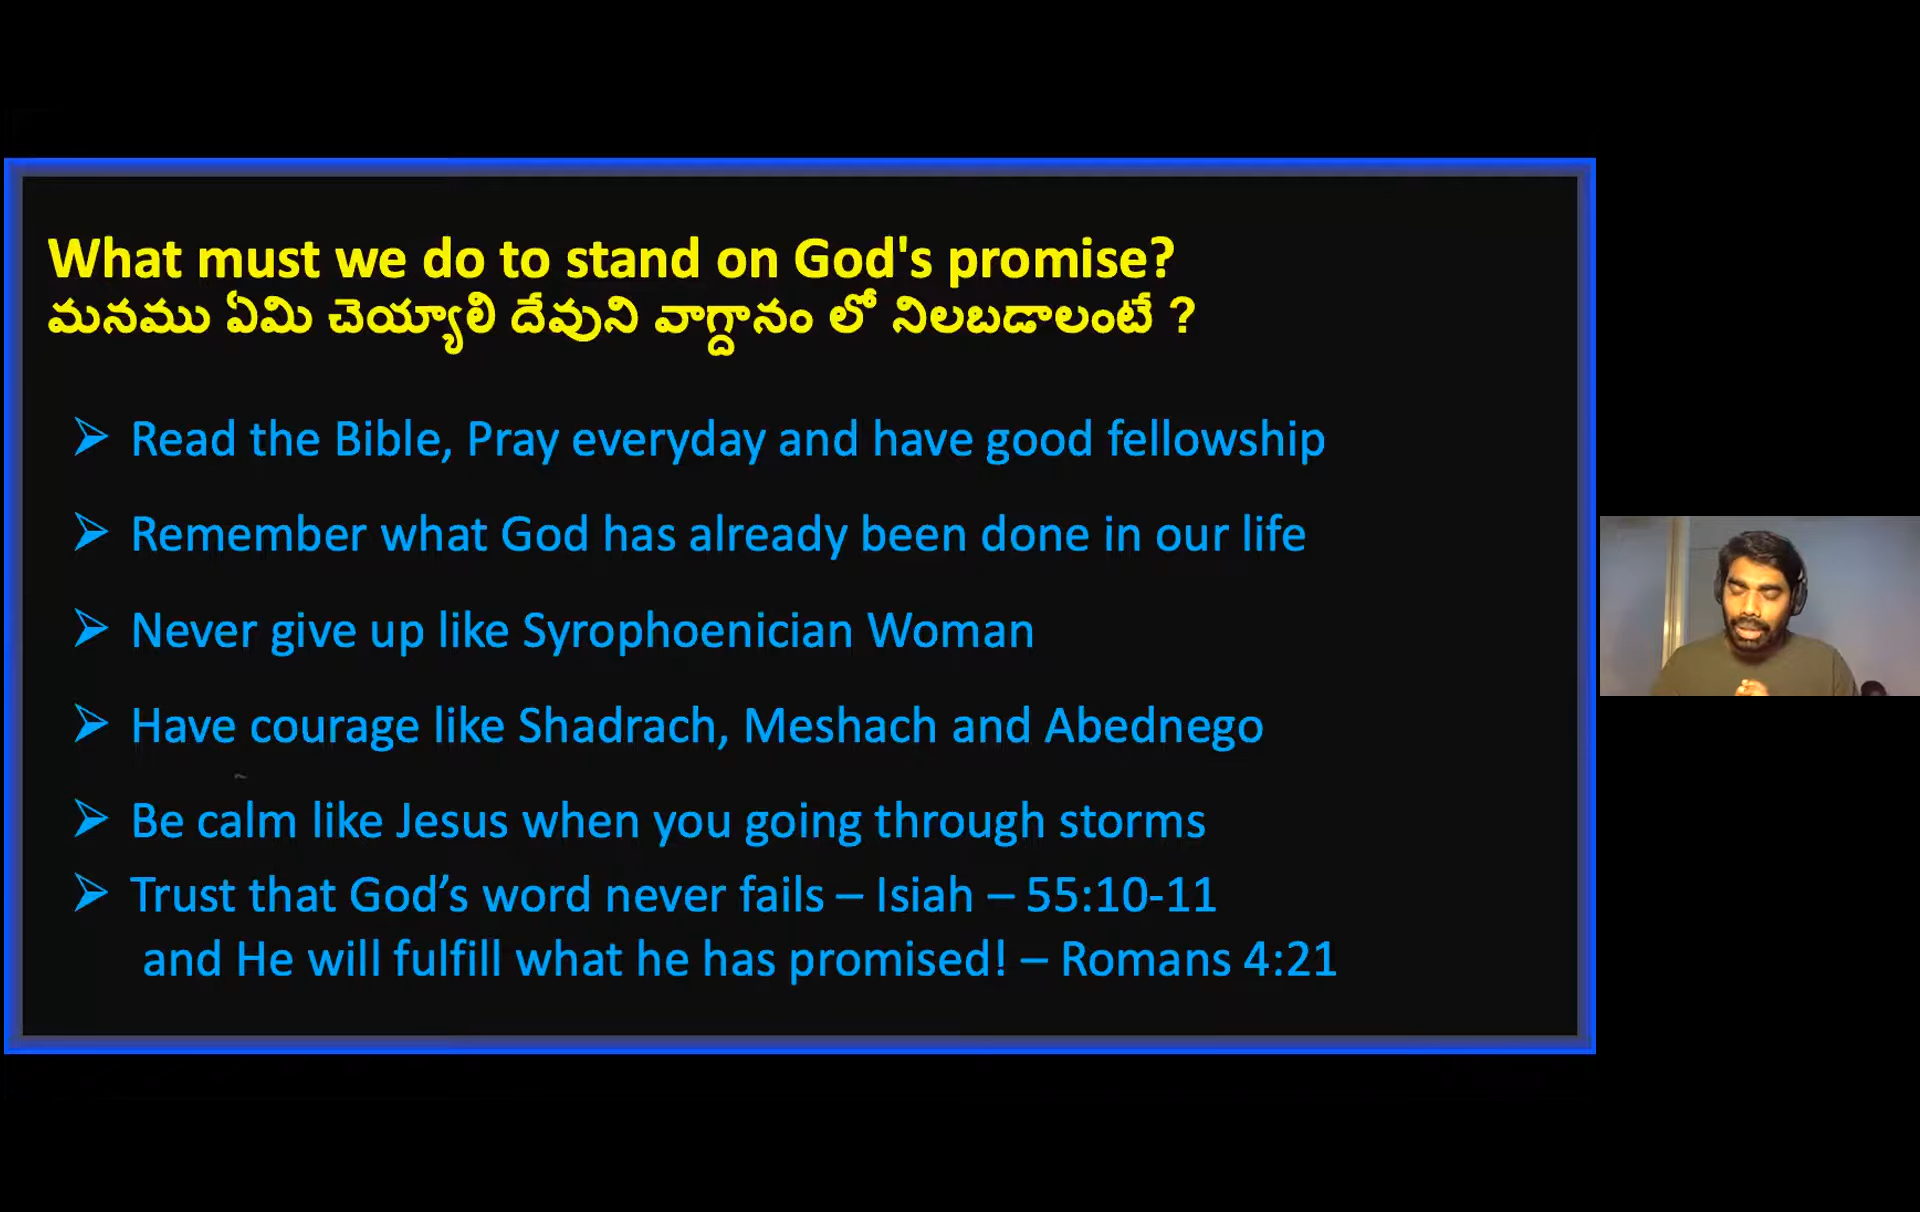 What must we do to stand on God's promise?
మనము ఏమి చెయ్యాలి దేవుని వాగ్దానం లో నిలబడాలంటే ?
➢ Read the Bible, Pray everyday and have good fellowship
➢ Remember what God has already been done in our life
➢ Never give up like Syrophoenician Woman
➢ Have courage like Shadrach, Meshach and Abednego
➢ Be calm like Jesus when you going through storms
➢ Trust that God’s word never fails – Isiah – 55:10-11
and He will fulfill what he has promised! – Romans 4:21